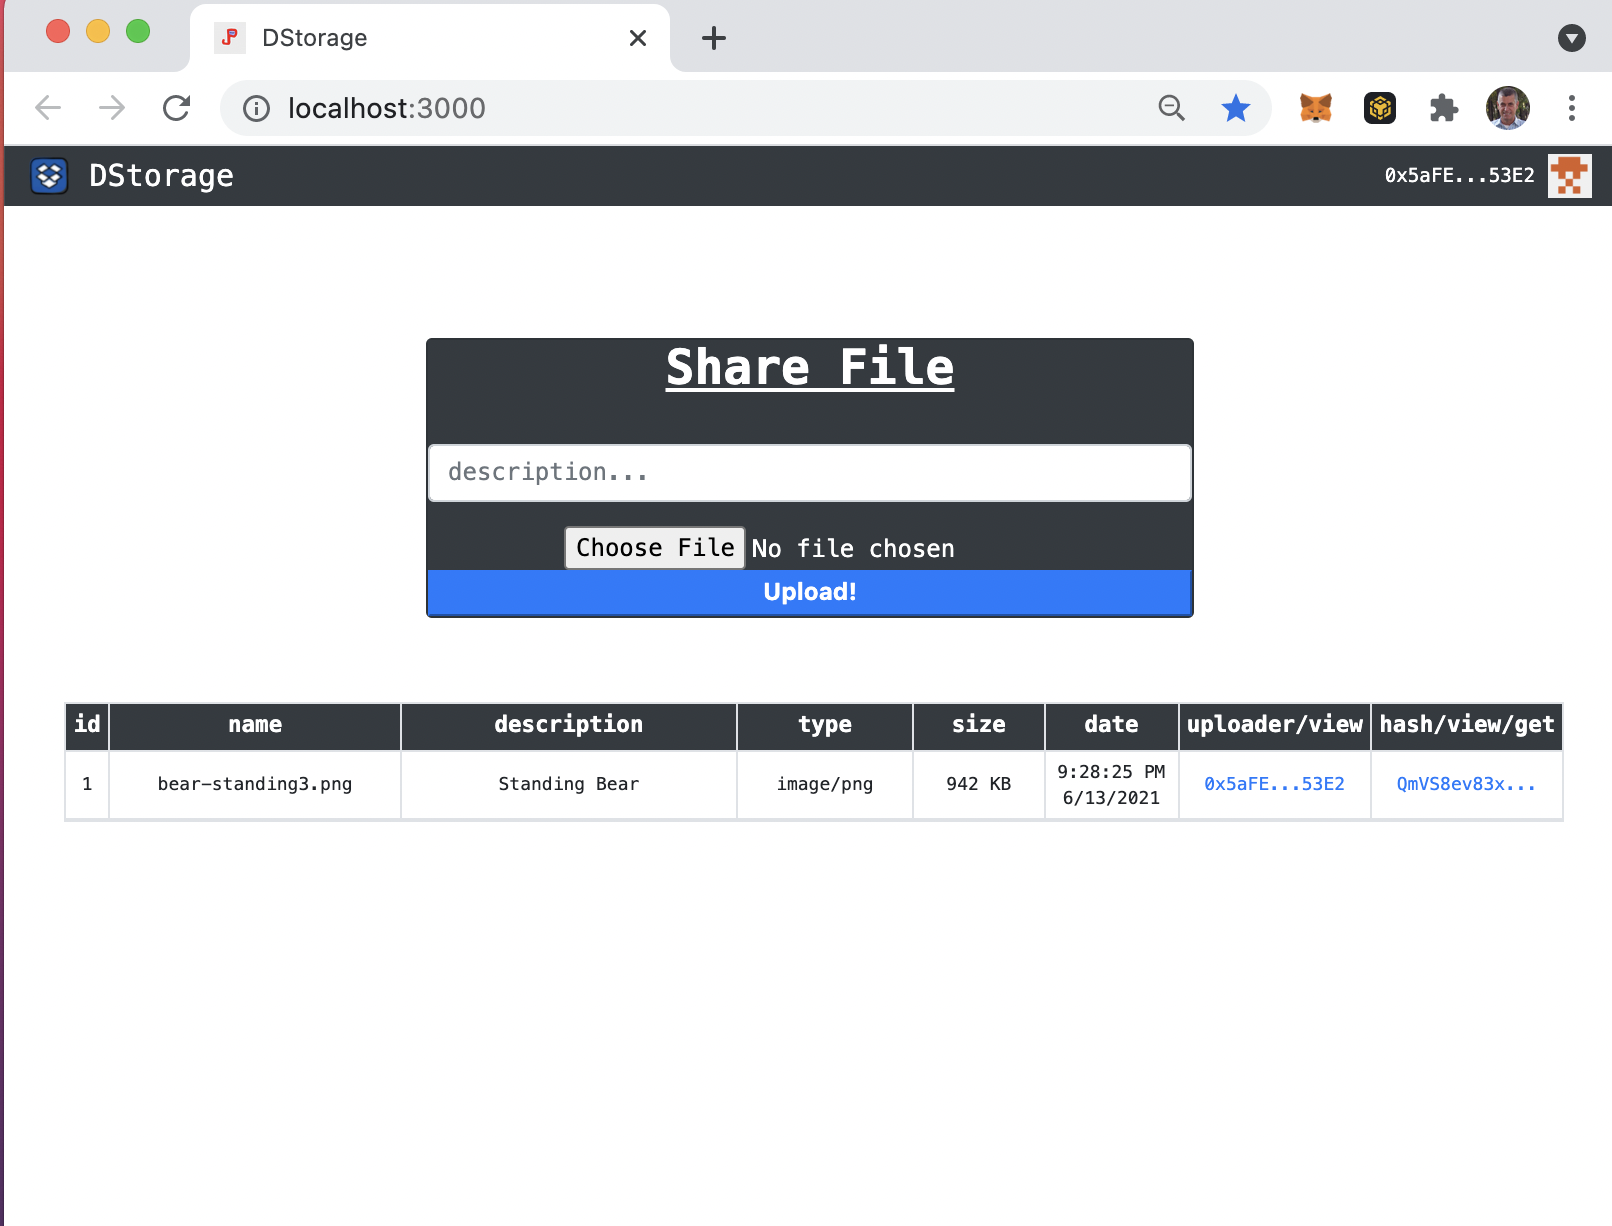 DStorage
localhost:3000
DStorage
0x5aFE...53E2
Share File
description...
Choose File No file chosen
Upload!
id name description type size date uploader/view hash/view/get
1 bear-standing3.png Standing Bear image/png 942 KB 9:28:25 PM 6/13/2021 0x5aFE...53E2 QmVS8ev83x...